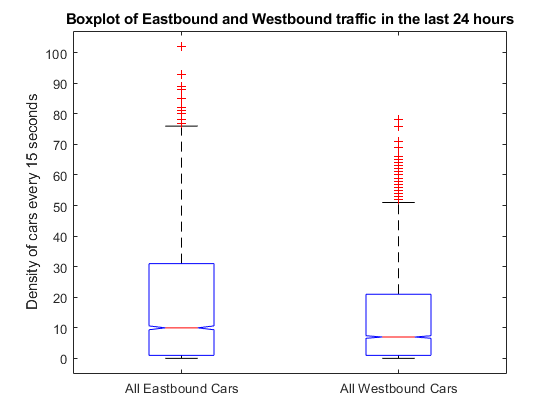 Boxplot of Eastbound and Westbound traffic in the last 24 hours
Density of cars every 15 seconds
100
90
80
70
60
50
40
30
20
10
0
All Eastbound Cars
All Westbound Cars